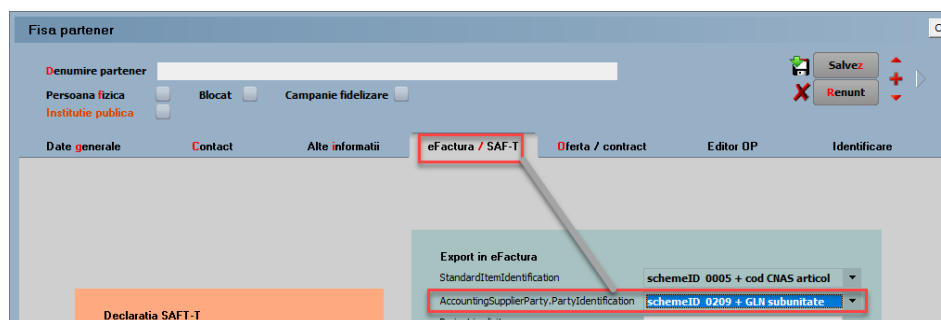 Fisa partener
Denumire partener
Salvez
Persoana fizica Blocat Campanie fidelizare
Renunt
Institutie publica
Date generale Contact Alte informatii eFactura / SAF-T Oferta / contract Editor OP Identificare
Export in eFactura
StandardItemIdentification schemeID 0005 + cod CNAS articol
AccountingSupplierParty.PartyIdentification schemeID 0209 + GLN subunitate
Declaratia SAFT-T